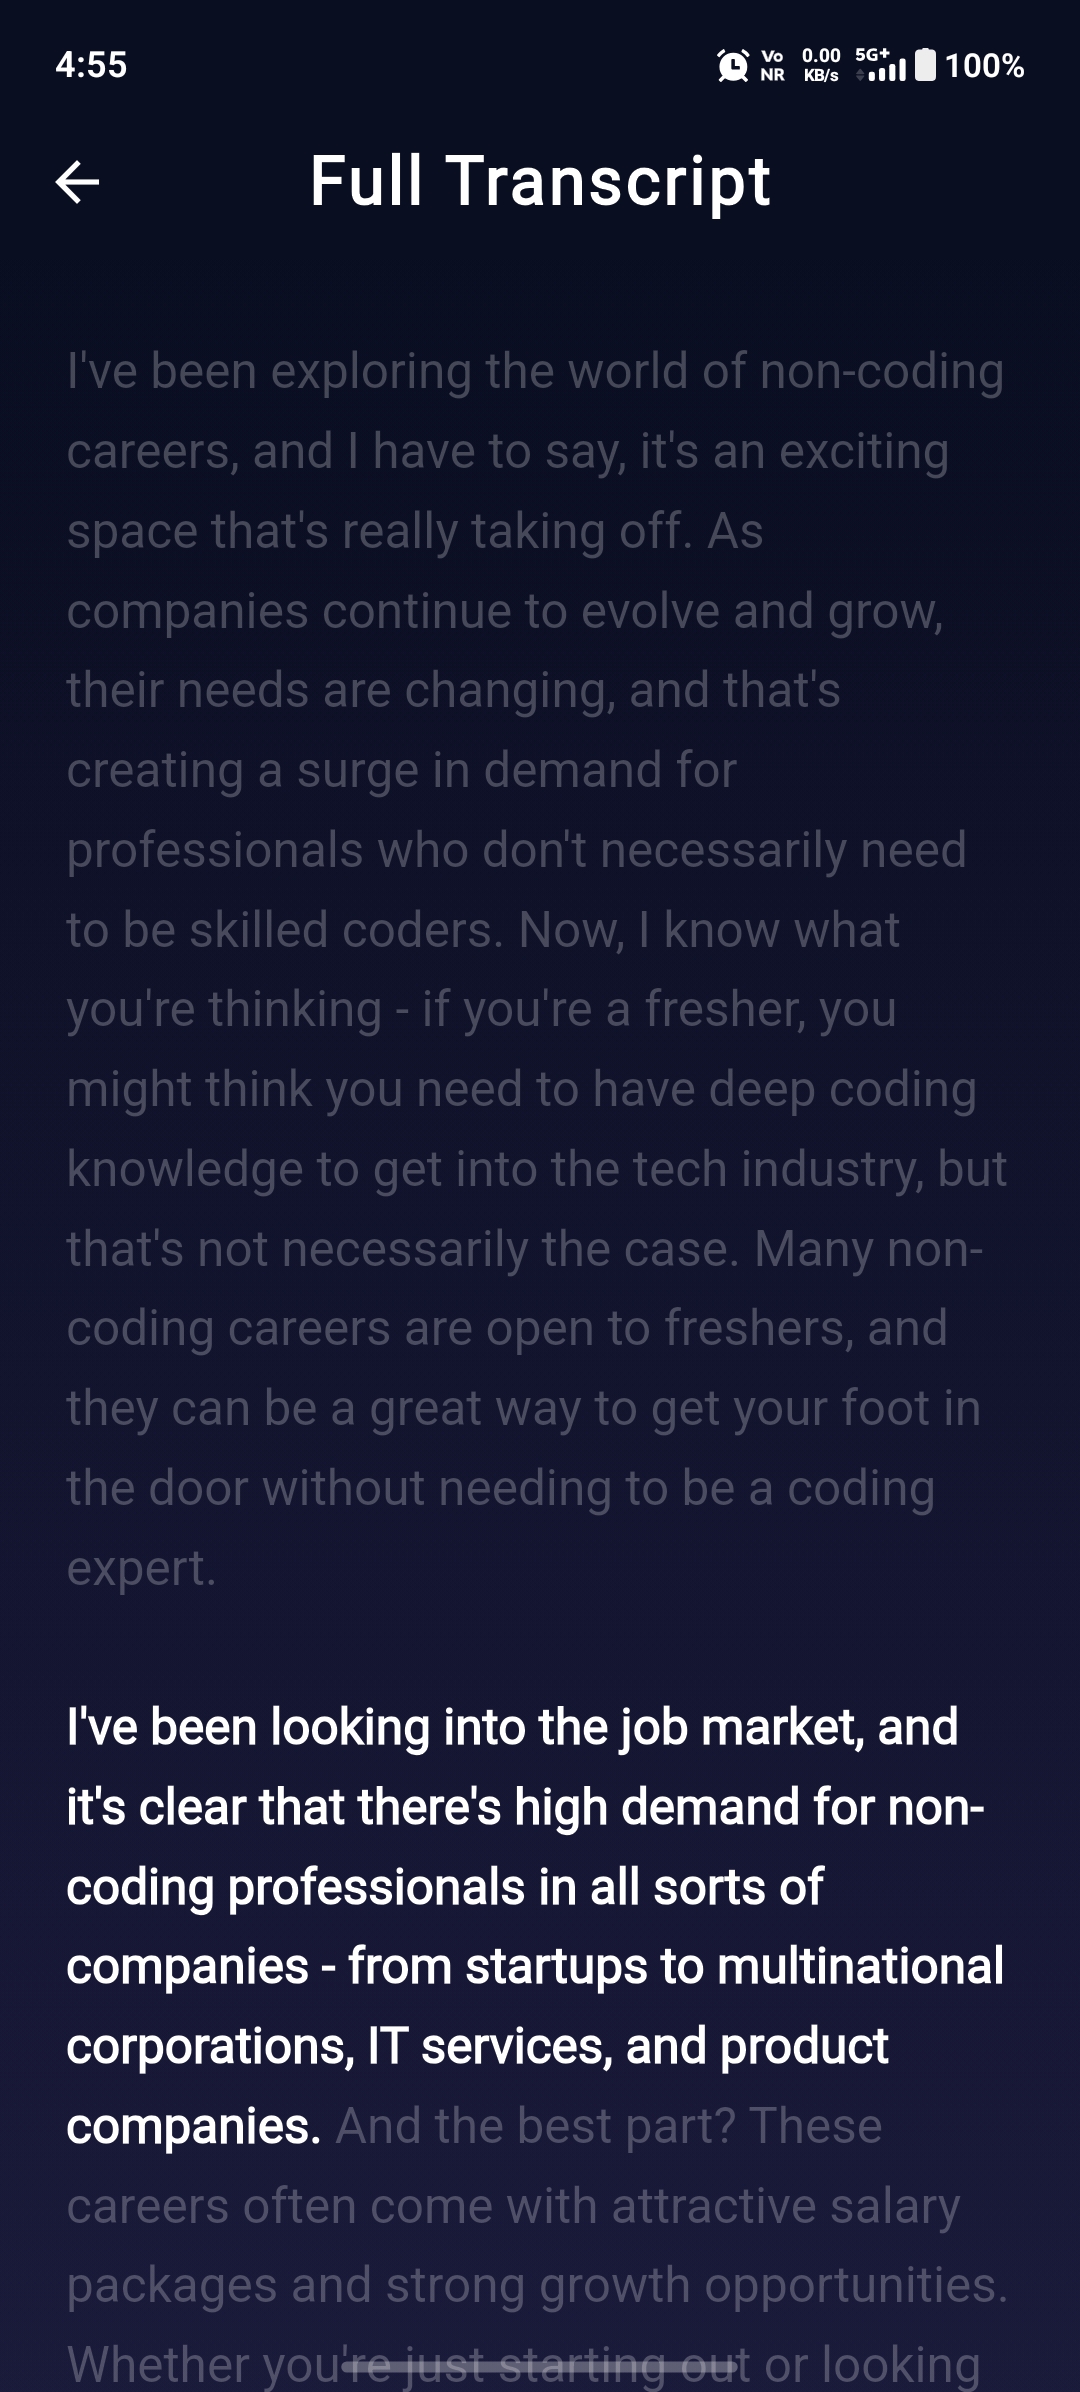 4:55
Vo NR 0.00 KB/s 5G+ 100%
Full Transcript
I've been exploring the world of non-coding
careers, and I have to say, it's an exciting
space that's really taking off. As
companies continue to evolve and grow,
their needs are changing, and that's
creating a surge in demand for
professionals who don't necessarily need
to be skilled coders. Now, I know what
you're thinking - if you're a fresher, you
might think you need to have deep coding
knowledge to get into the tech industry, but
that's not necessarily the case. Many non-
coding careers are open to freshers, and
they can be a great way to get your foot in
the door without needing to be a coding
expert.
I've been looking into the job market, and
it's clear that there's high demand for non-
coding professionals in all sorts of
companies - from startups to multinational
corporations, IT services, and product
companies. And the best part? These
careers often come with attractive salary
packages and strong growth opportunities.
Whether you're just starting out or looking